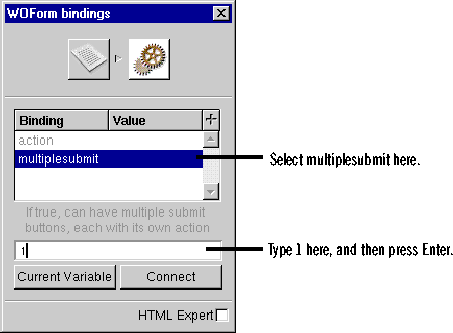 WOForm bindings
Binding Value
action
multiplesubmit
Select multiplesubmit here.
If true, can have multiple submit
buttons, each with its own action
1
Type 1 here, and then press Enter.
Current Variable Connect
HTML Expert